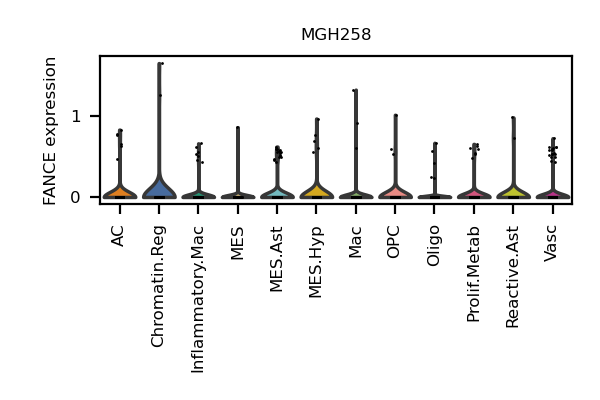 MGH258
FANCE expression
1
0
AC
Chromatin.Reg
Inflammatory.Mac
MES
MES.Ast
MES.Hyp
Mac
OPC
Oligo
Prolif.Metab
Reactive.Ast
Vasc